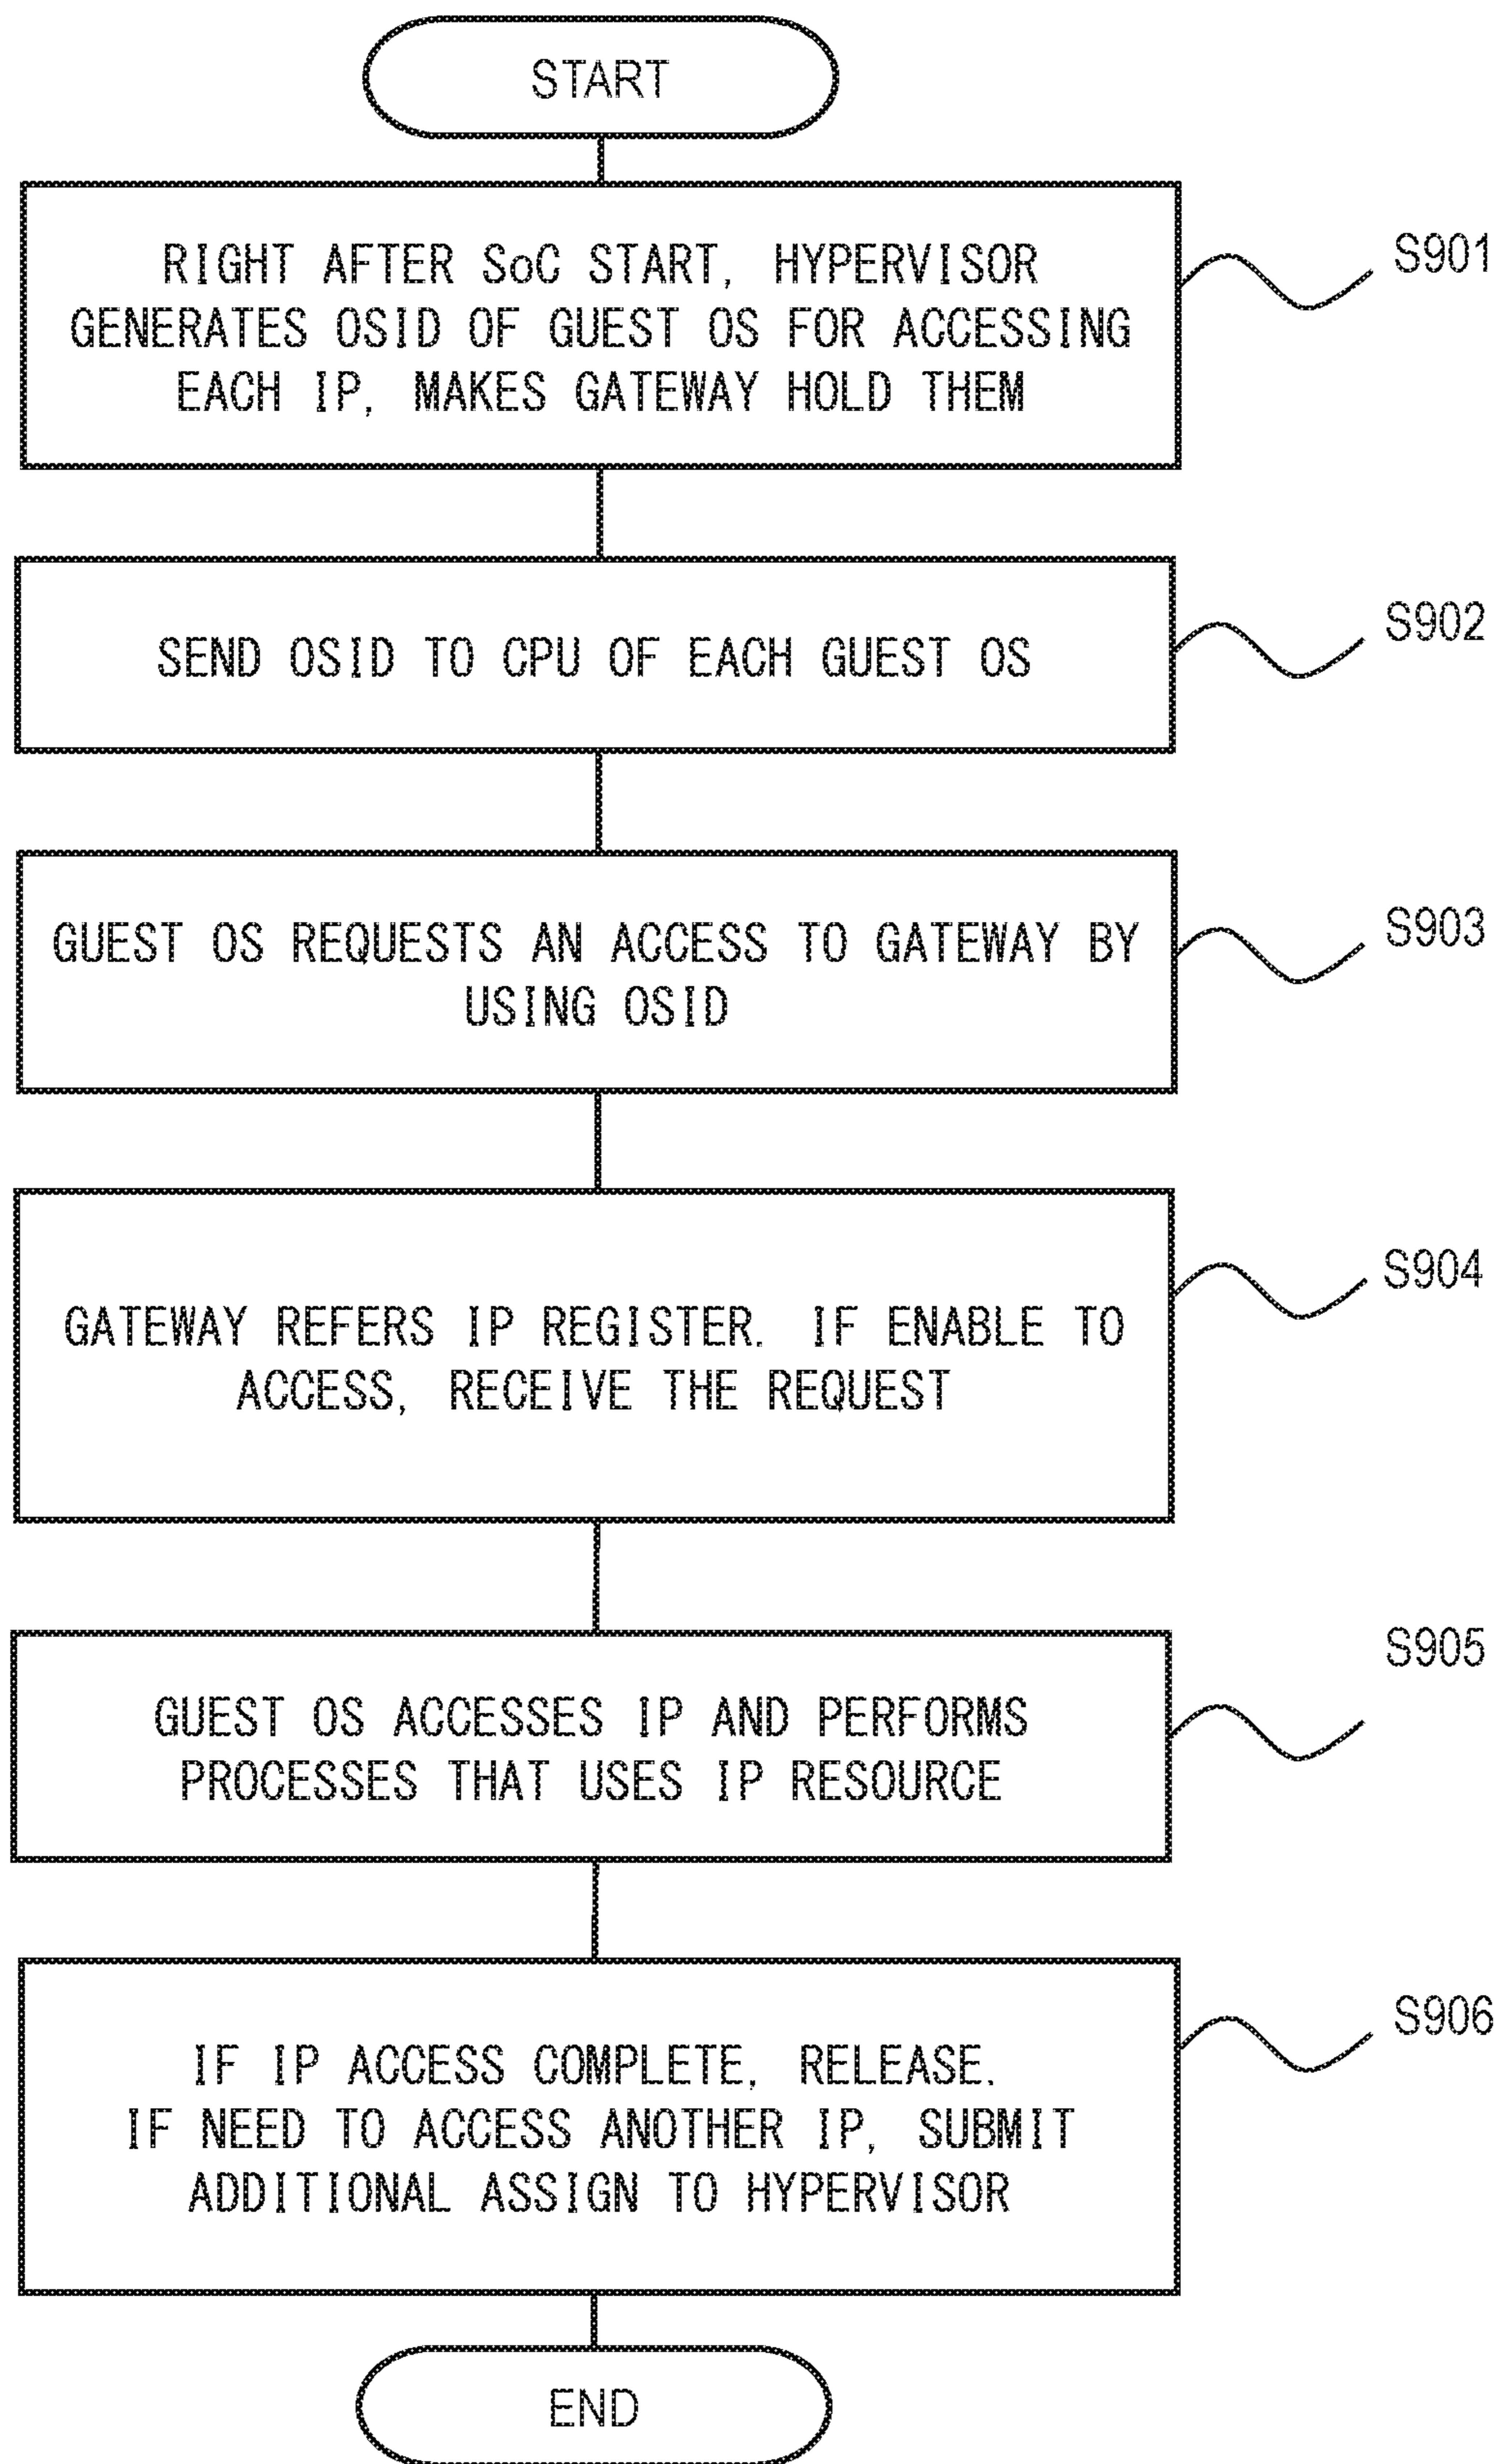 START
RIGHT AFTER SoC START, HYPERVISOR
GENERATES OSID OF GUEST OS FOR ACCESSING
EACH IP, MAKES GATEWAY HOLD THEM
S901
SEND OSID TO CPU OF EACH GUEST OS
S902
GUEST OS REQUESTS AN ACCESS TO GATEWAY BY
USING OSID
S903
GATEWAY REFERS IP REGISTER. IF ENABLE TO
ACCESS, RECEIVE THE REQUEST
S904
GUEST OS ACCESSES IP AND PERFORMS
PROCESSES THAT USES IP RESOURCE
S905
IF IP ACCESS COMPLETE, RELEASE.
IF NEED TO ACCESS ANOTHER IP, SUBMIT
ADDITIONAL ASSIGN TO HYPERVISOR
S906
END